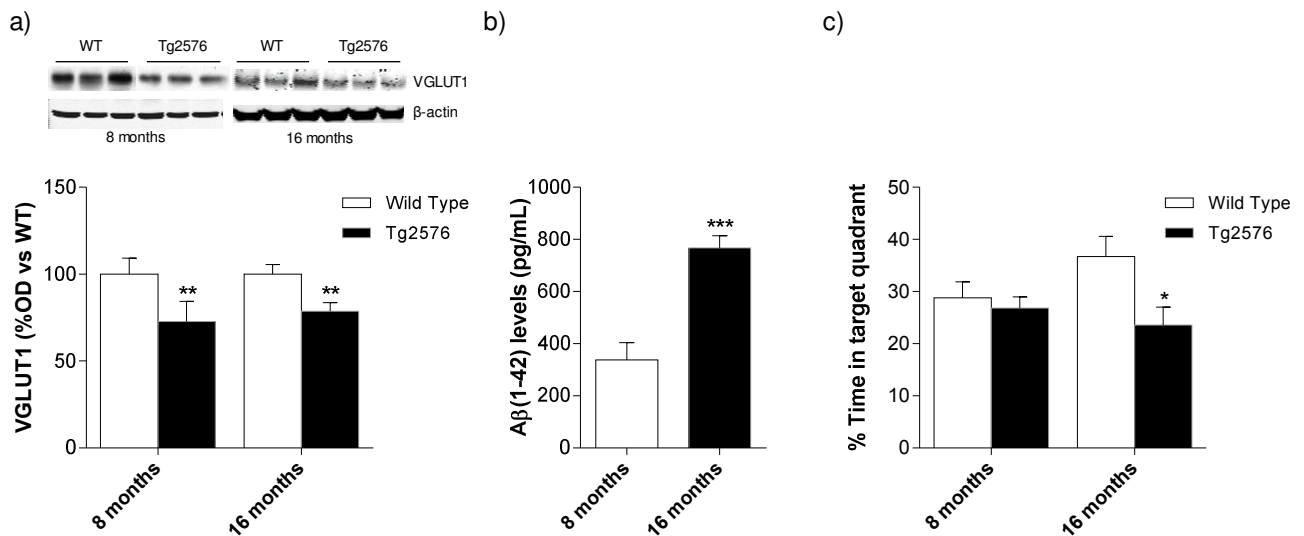 a)
WT Tg2576 WT Tg2576
VGLUT1
β-actin
8 months 16 months
VGLUT1 (%OD vs WT)
150
100
50
0
Wild Type
Tg2576
**
**
8 months
16 months
b)
Aβ(1-42) levels (pg/mL)
1000
800
600
400
200
0
***
8 months
16 months
c)
% Time in target quadrant
50
40
30
20
10
0
Wild Type
Tg2576
*
8 months
16 months